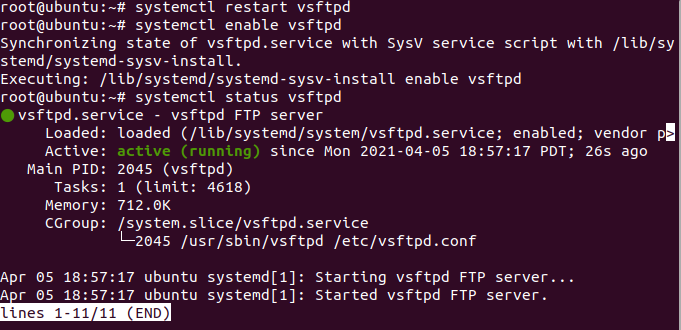 root@ubuntu:~# systemctl restart vsftpd
root@ubuntu:~# systemctl enable vsftpd
Synchronizing state of vsftpd.service with SysV service script with /lib/sy
stemd/systemd-sysv-install.
Executing: /lib/systemd/systemd-sysv-install enable vsftpd
root@ubuntu:~# systemctl status vsftpd
● vsftpd.service - vsftpd FTP server
     Loaded: loaded (/lib/systemd/system/vsftpd.service; enabled; vendor p>
     Active: active (running) since Mon 2021-04-05 18:57:17 PDT; 26s ago
   Main PID: 2045 (vsftpd)
      Tasks: 1 (limit: 4618)
     Memory: 712.0K
     CGroup: /system.slice/vsftpd.service
             └─2045 /usr/sbin/vsftpd /etc/vsftpd.conf
Apr 05 18:57:17 ubuntu systemd[1]: Starting vsftpd FTP server...
Apr 05 18:57:17 ubuntu systemd[1]: Started vsftpd FTP server.
lines 1-11/11 (END)